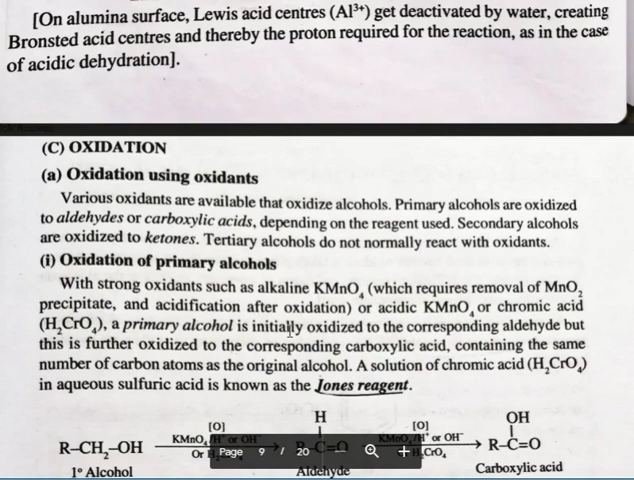 [On alumina surface, Lewis acid centres (Al³⁺) get deactivated by water, creating
Bronsted acid centres and thereby the proton required for the reaction, as in the case
of acidic dehydration].
(C) OXIDATION
(a) Oxidation using oxidants
Various oxidants are available that oxidize alcohols. Primary alcohols are oxidized
to aldehydes or carboxylic acids, depending on the reagent used. Secondary alcohols
are oxidized to ketones. Tertiary alcohols do not normally react with oxidants.
(i) Oxidation of primary alcohols
With strong oxidants such as alkaline KMnO₄ (which requires removal of MnO₂
precipitate, and acidification after oxidation) or acidic KMnO₄ or chromic acid
(H₂CrO₄), a primary alcohol is initially oxidized to the corresponding aldehyde but
this is further oxidized to the corresponding carboxylic acid, containing the same
number of carbon atoms as the original alcohol. A solution of chromic acid (H₂CrO₄)
in aqueous sulfuric acid is known as the Jones reagent.
H OH
[O] [O]
R–CH₂–OH KMnO₄/H⁺ or OH⁻ R–C=O KMnO₄/H⁺ or OH⁻ R–C=O
Or H₂CrO₄
Page 9 / 20 — +
1° Alcohol Aldehyde Carboxylic acid